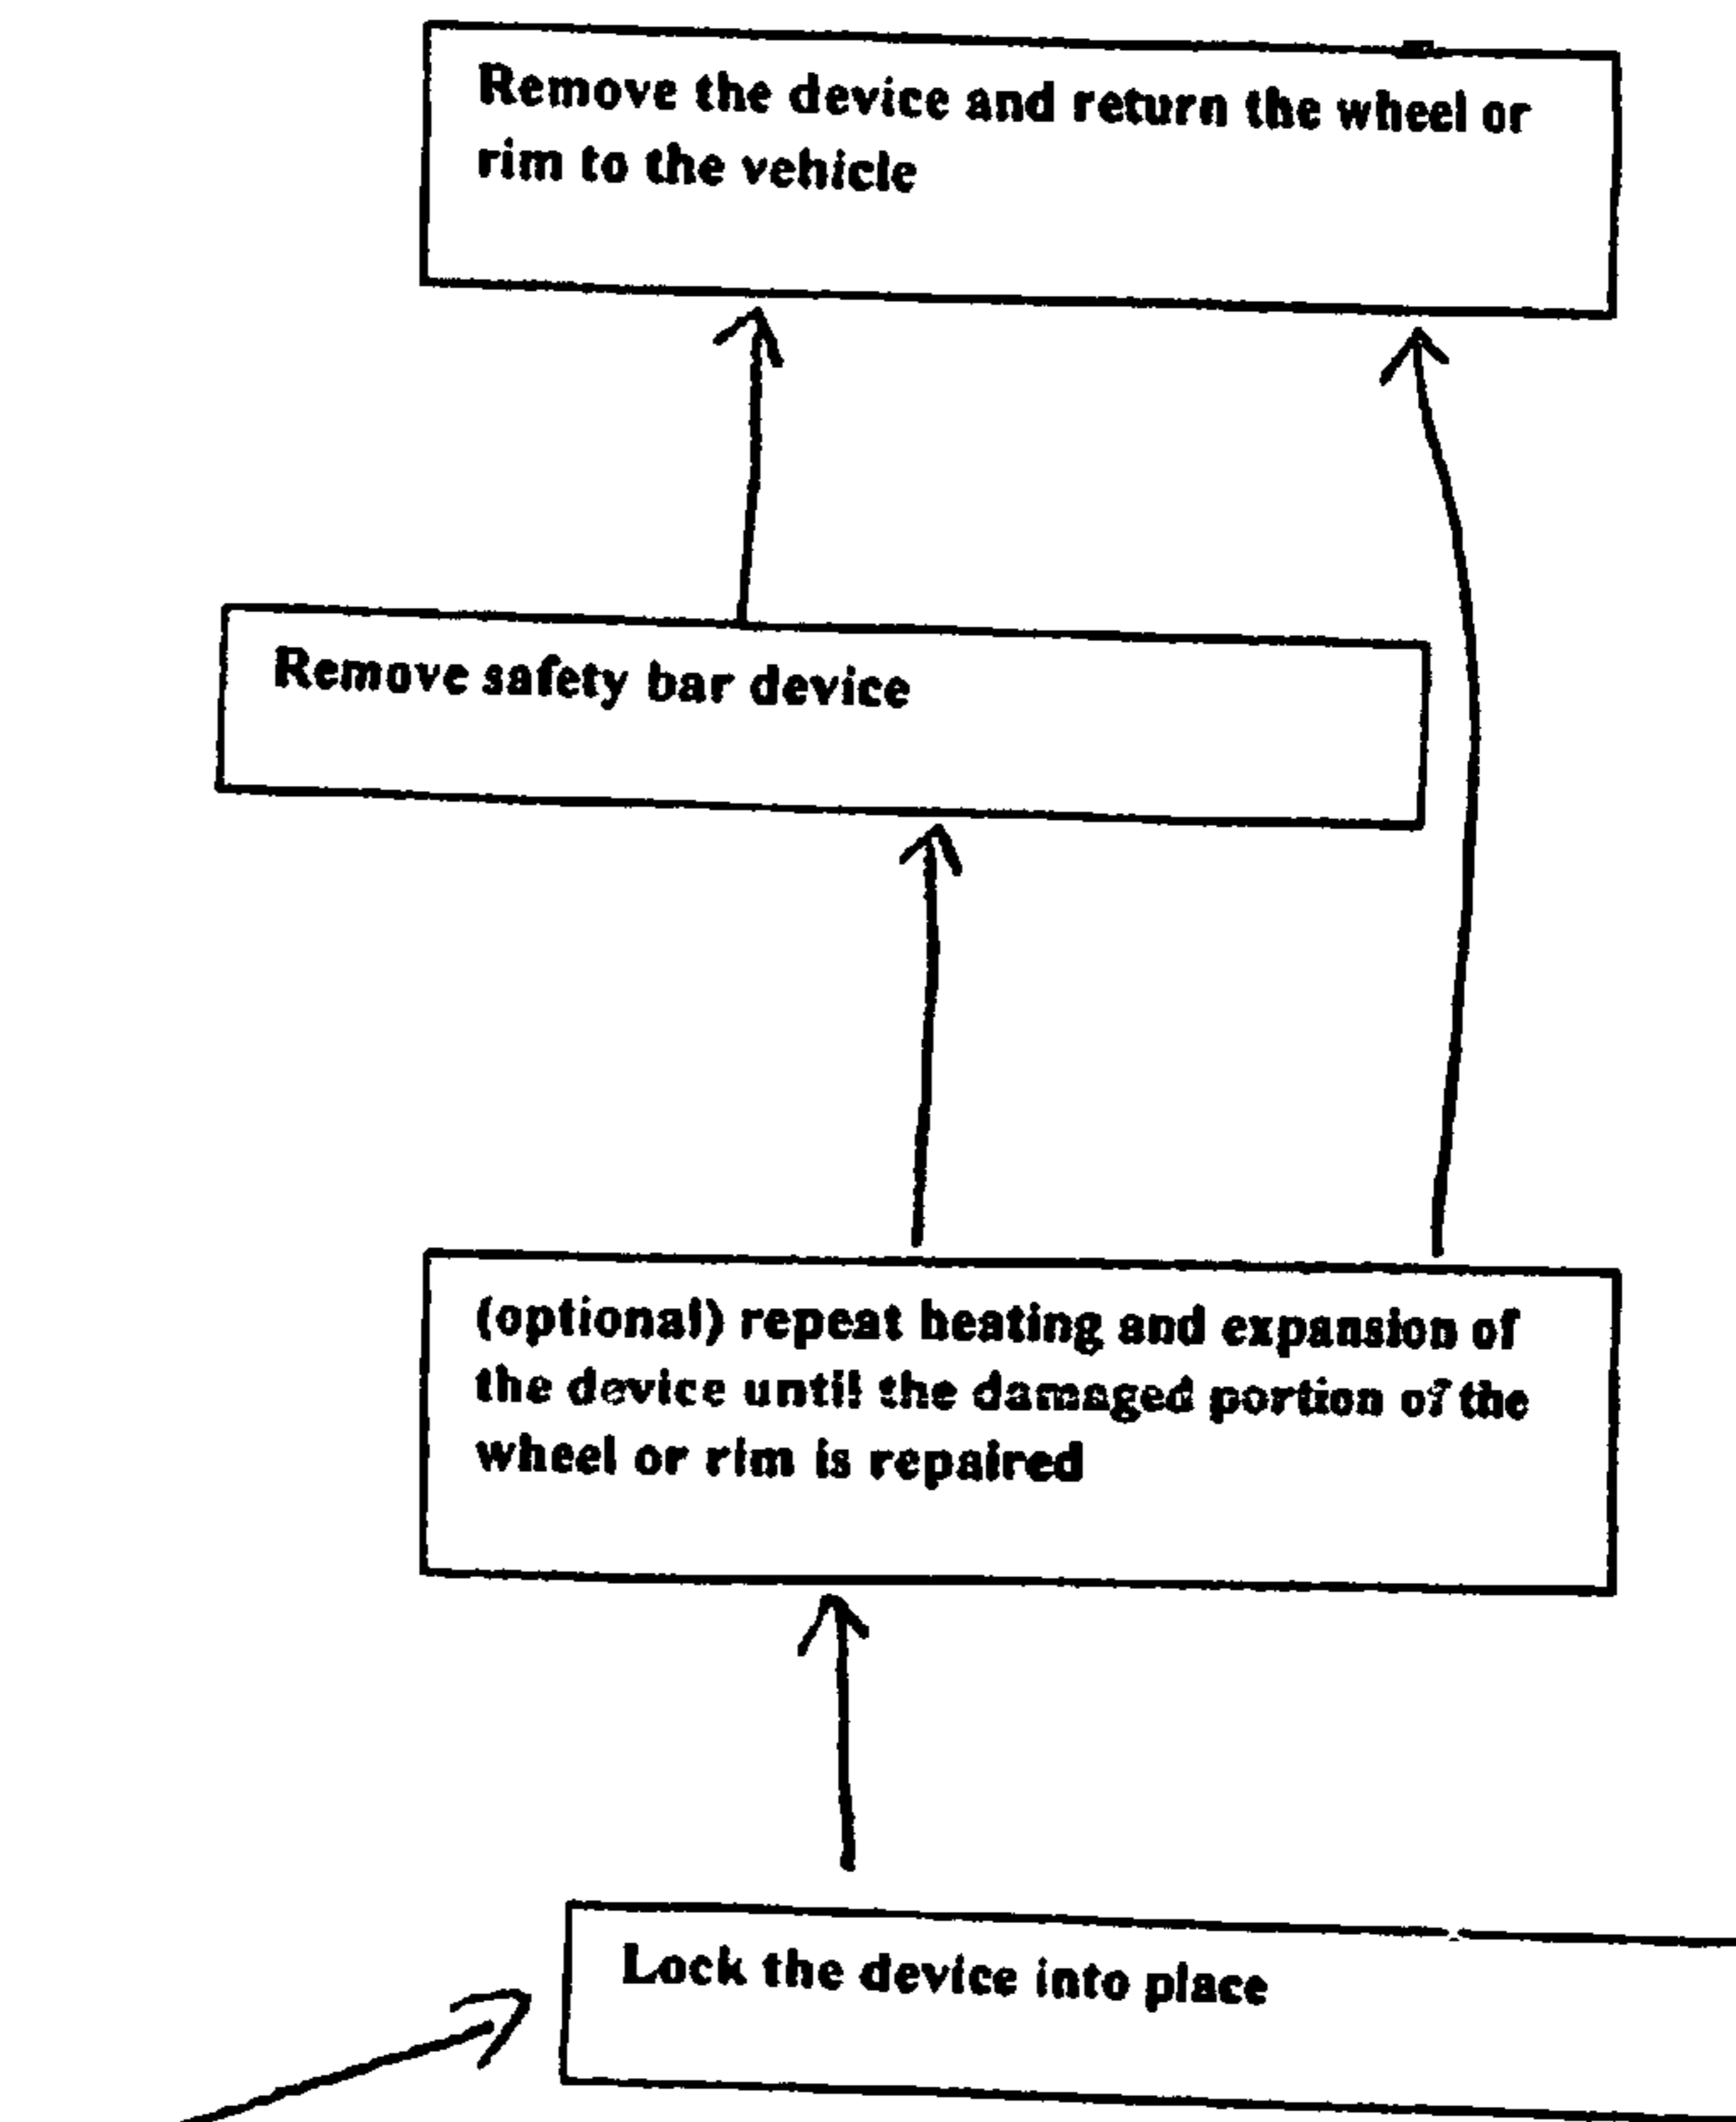 Remove the device and return the wheel or
rim to the vehicle
Remove safety bar device
(optional) repeat heating and expansion of
the device until the damaged portion of the
wheel or rim is repaired
Lock the device into place